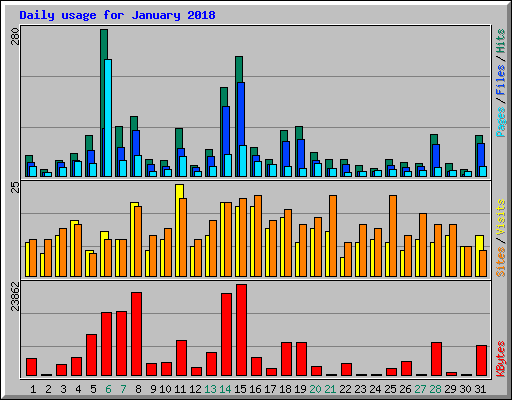 Daily usage for January 2018
280
Pages/Files/Hits
25
Sites/Visits
23862
KBytes
1 2 3 4 5 6 7 8 9 10 11 12 13 14 15 16 17 18 19 20 21 22 23 24 25 26 27 28 29 30 31